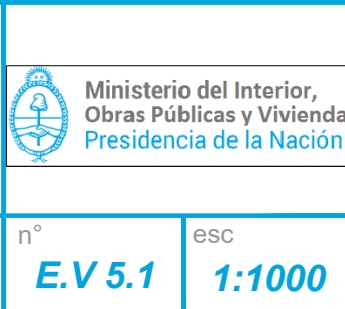 Ministerio del Interior,
Obras Públicas y Vivienda
Presidencia de la Nación
n°
esc
E.V 5.1
1:1000